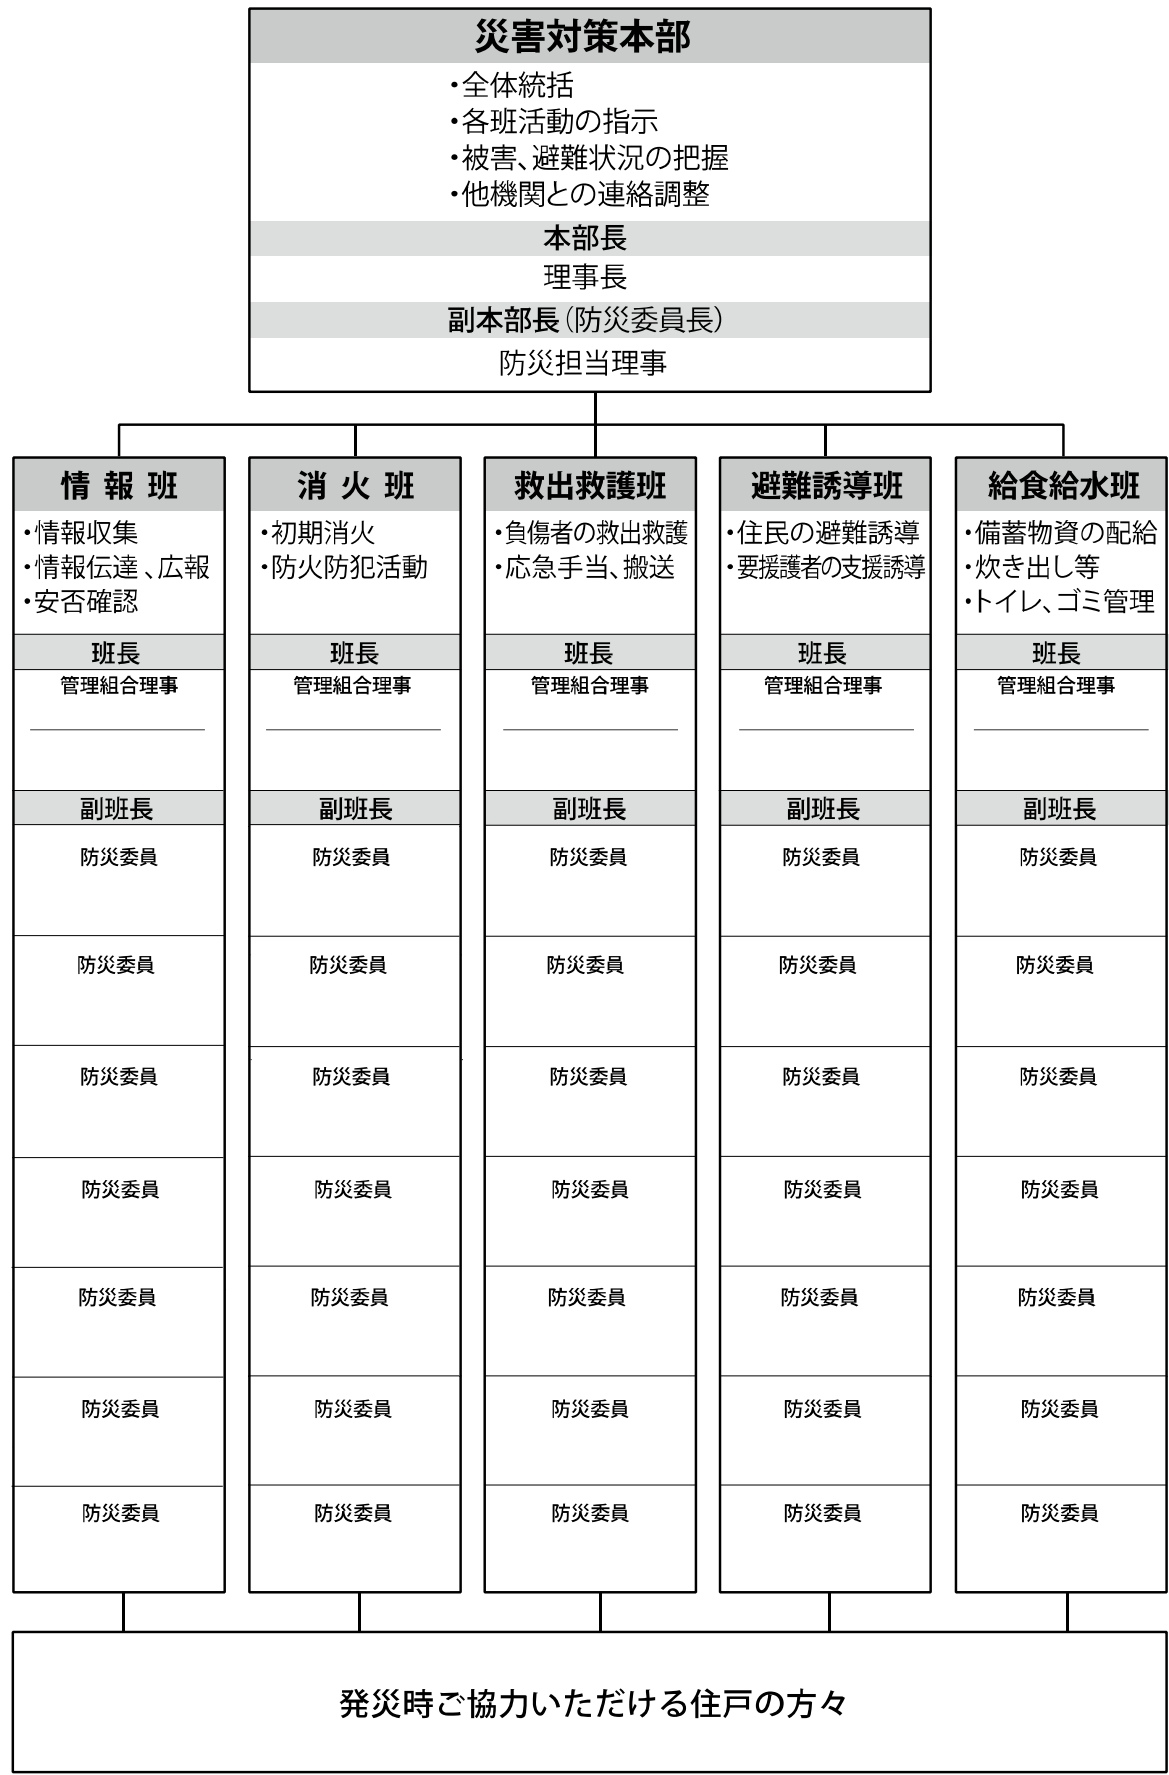 災害対策本部
・全体統括
・各班活動の指示
・被害、避難状況の把握
・他機関との連絡調整
本部長
理事長
副本部長（防災委員長）
防災担当理事
情報班
・情報収集
・情報伝達、広報
・安否確認
班長
管理組合理事
副班長
防災委員
防災委員
防災委員
防災委員
防災委員
防災委員
防災委員
消火班
・初期消火
・防火防犯活動
班長
管理組合理事
副班長
防災委員
防災委員
防災委員
防災委員
防災委員
防災委員
防災委員
救出救護班
・負傷者の救出救護
・応急手当、搬送
班長
管理組合理事
副班長
防災委員
防災委員
防災委員
防災委員
防災委員
防災委員
防災委員
避難誘導班
・住民の避難誘導
・要援護者の支援誘導
班長
管理組合理事
副班長
防災委員
防災委員
防災委員
防災委員
防災委員
防災委員
防災委員
給食給水班
・備蓄物資の配給
・炊き出し等
・トイレ、ゴミ管理
班長
管理組合理事
副班長
防災委員
防災委員
防災委員
防災委員
防災委員
防災委員
防災委員
発災時ご協力いただける住戸の方々